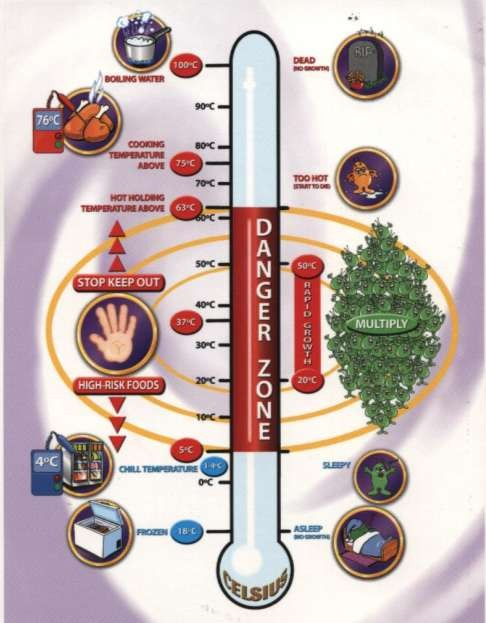 RIP
BOILING WATER
100°C
DEAD
(NO GROWTH)
90°C
76°C
80°C
COOKING
TEMPERATURE
ABOVE
75°C
70°C
TOO HOT
(START TO DIE)
HOT HOLDING
TEMPERATURE ABOVE
63°C
60°C
DANGER ZONE
STOP KEEP OUT
50°C
50°C
RAPID GROWTH
40°C
37°C
MULTIPLY
30°C
HIGH-RISK FOODS
20°C
20°C
10°C
5°C
4°C
CHILL TEMPERATURE
1-4°C
SLEEPY
0°C
FROZEN
18°C
ASLEEP
(NO GROWTH)
CELSIUS